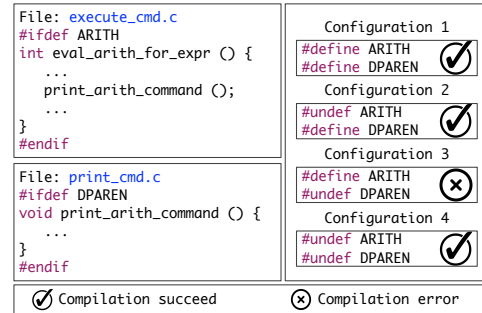 File: execute_cmd.c
#ifdef ARITH
int eval_arith_for_expr () {
...
print_arith_command ();
...
}
#endif
File: print_cmd.c
#ifdef DPAREN
void print_arith_command () {
...
}
#endif
Configuration 1
#define ARITH
#define DPAREN
Configuration 2
#undef ARITH
#define DPAREN
Configuration 3
#define ARITH
#undef DPAREN
Configuration 4
#undef ARITH
#undef DPAREN
Compilation succeed
Compilation error